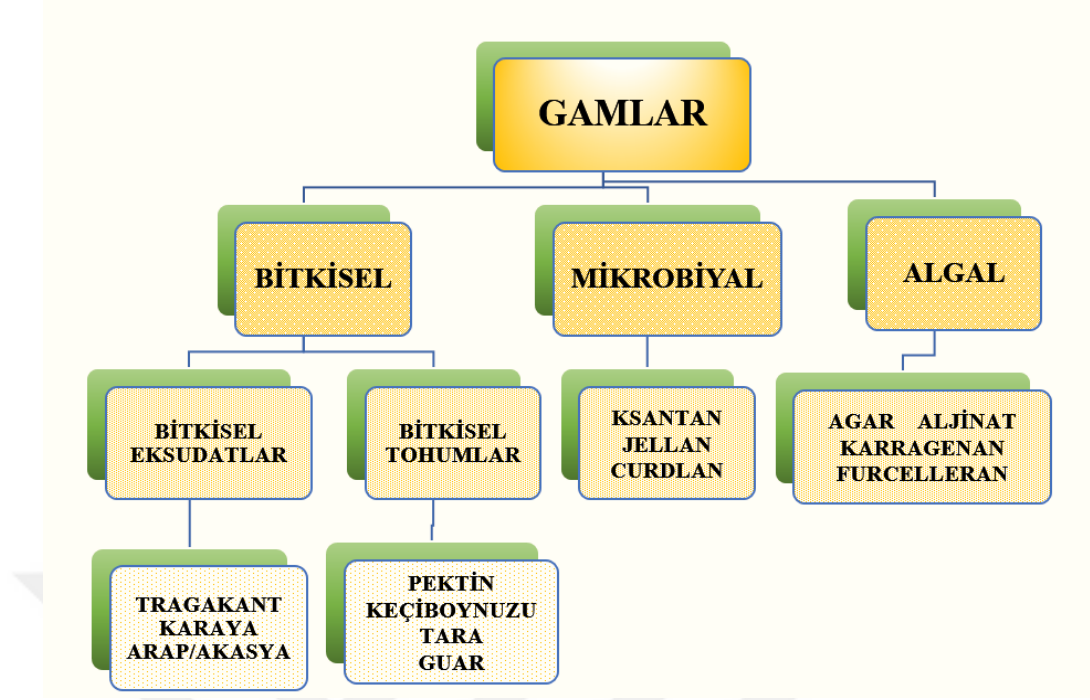 GAMLAR
BİTKİSEL
MİKROBİYAL
ALGAL
BİTKİSEL
EKSUDATLAR
BİTKİSEL
TOHUMLAR
KSANTAN
JELLAN
CURDLAN
AGAR ALJİNAT
KARRAGENAN
FURCELLERAN
TRAGAKANT
KARAYA
ARAP/AKASYA
PEKTİN
KEÇİBOYNUZU
TARA
GUAR